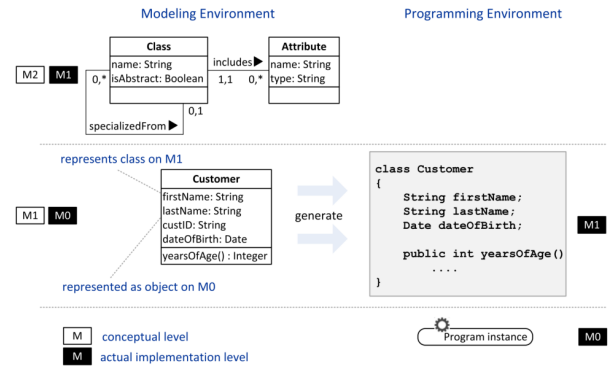 Modeling Environment
Programming Environment
M2 M1
Class
name: String
isAbstract: Boolean
includes
Attribute
name: String
type: String
0,*
1,1
0,*
0,1
specializedFrom
represents class on M1
M1 M0
Customer
firstName: String
lastName: String
custID: String
dateOfBirth: Date
yearsOfAge() : Integer
represented as object on M0
generate
class Customer
{
String firstName;
String lastName;
Date dateOfBirth;
public int yearsOfAge()
....
}
M1
M conceptual level
M actual implementation level
Program instance
M0